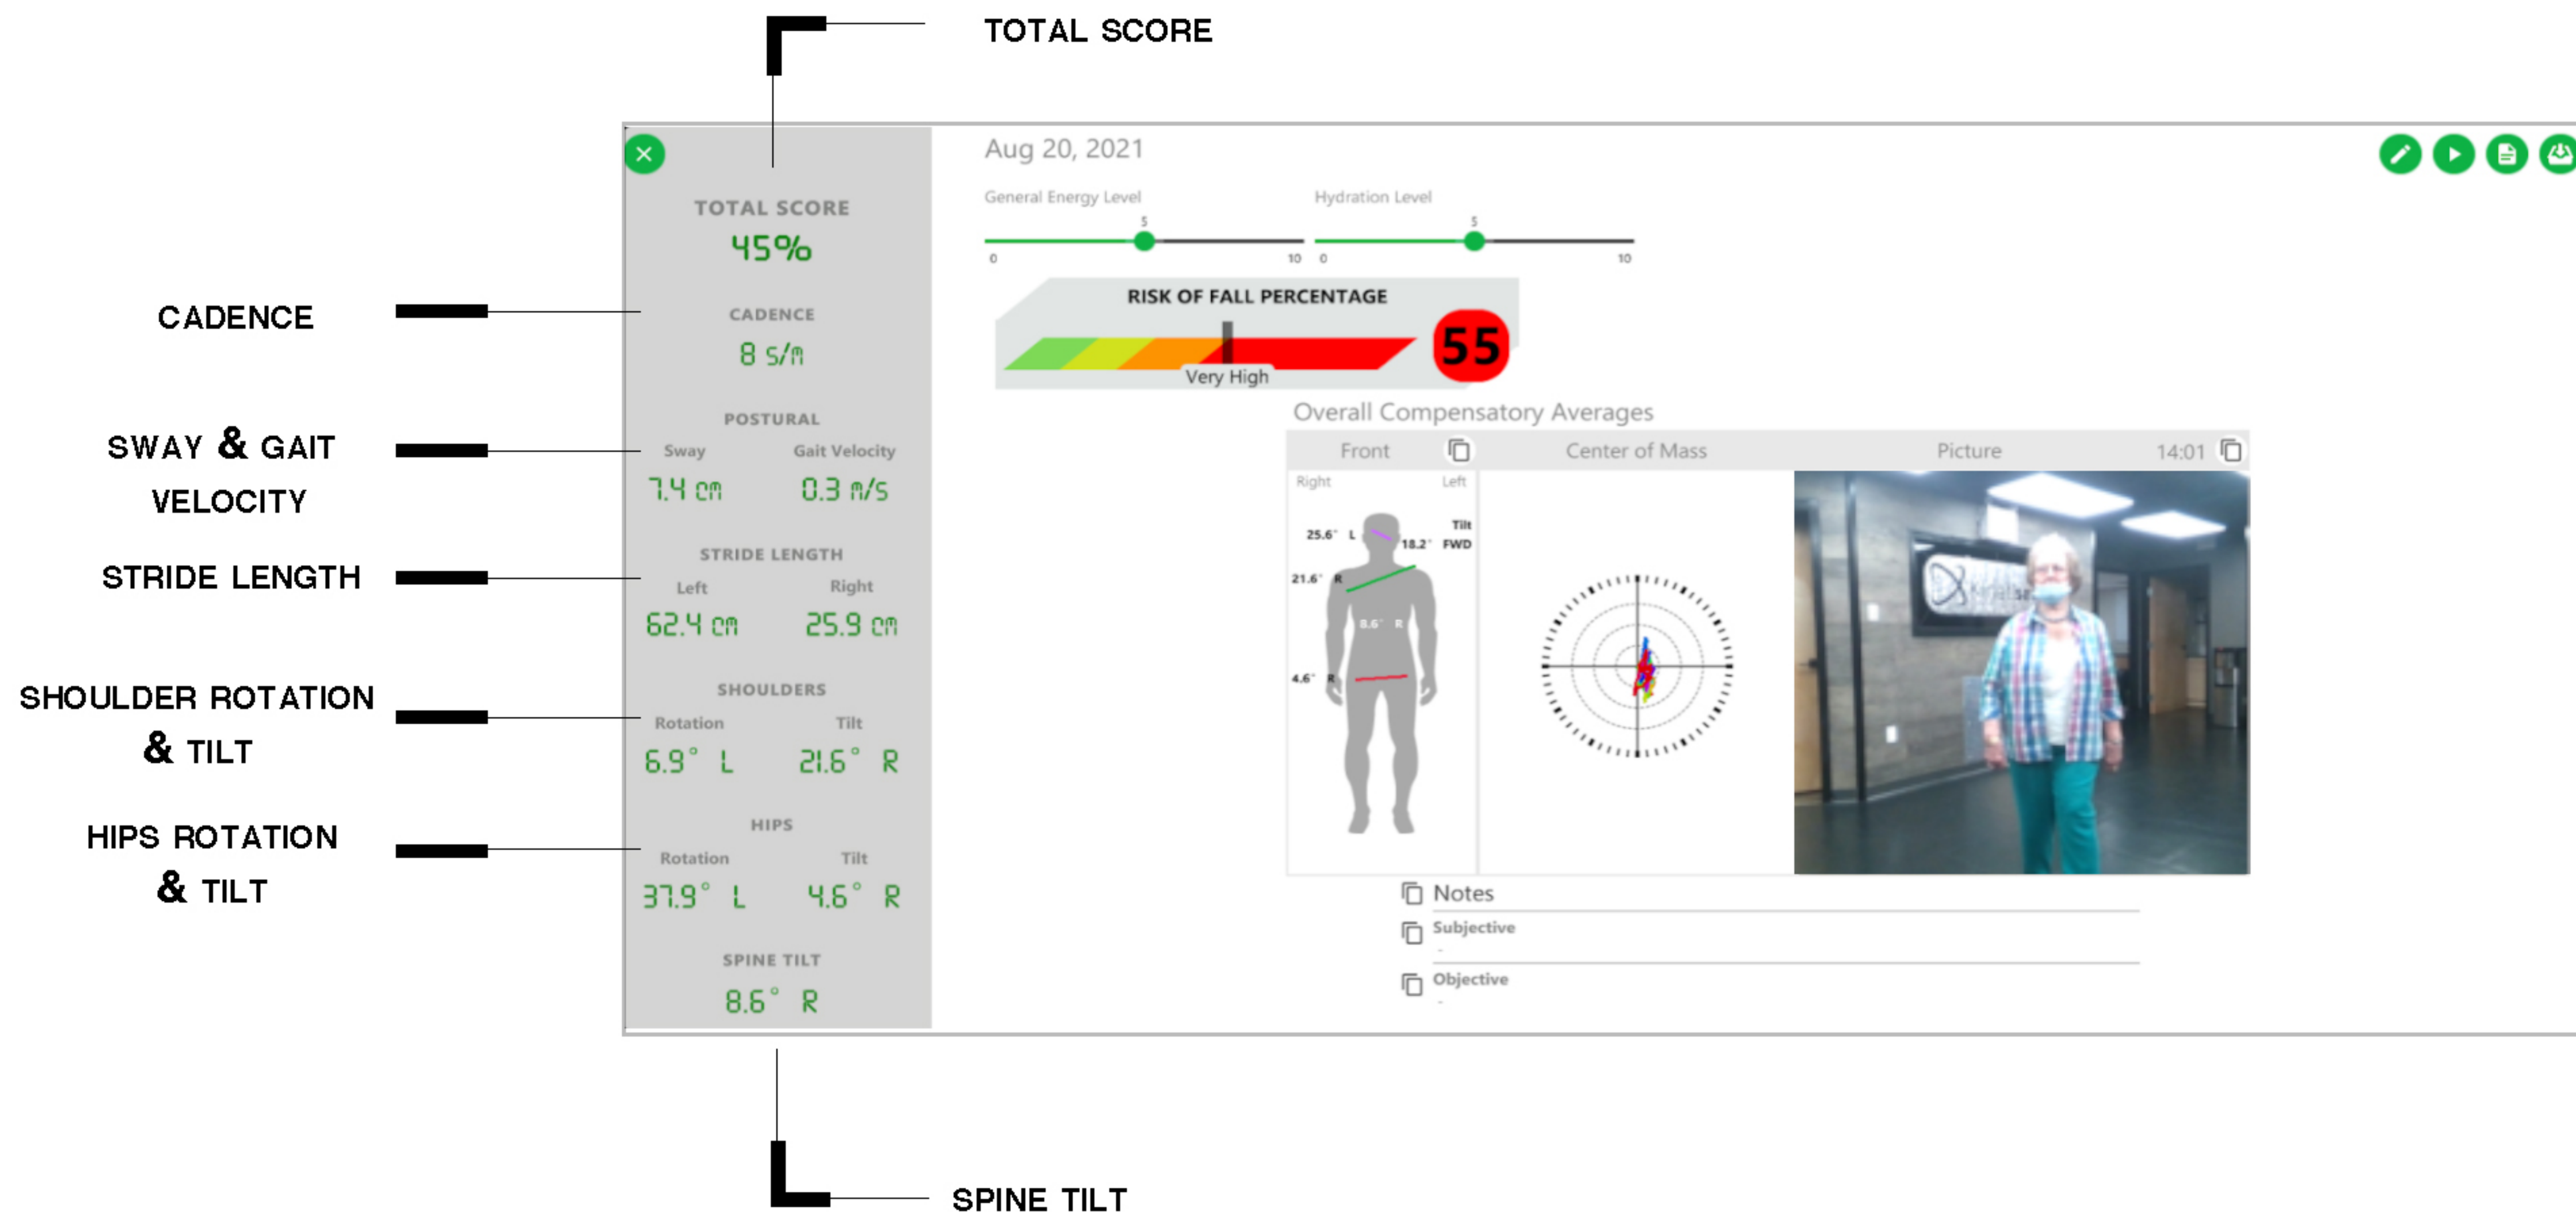 TOTAL SCORE
Aug 20, 2021
General Energy Level
Hydration Level
TOTAL SCORE
45%
5
0 10
5
0 10
CADENCE
CADENCE
8 s/m
RISK OF FALL PERCENTAGE
55
Very High
SWAY & GAIT
VELOCITY
POSTURAL
Sway Gait Velocity
7.4 cm 0.3 m/s
STRIDE LENGTH
STRIDE LENGTH
Left Right
62.4 cm 25.9 cm
SHOULDER ROTATION
& TILT
SHOULDERS
Rotation Tilt
6.9° L 21.6° R
HIPS ROTATION
& TILT
HIPS
Rotation Tilt
37.9° L 4.6° R
SPINE TILT
8.6° R
Overall Compensatory Averages
Front
Center of Mass
Picture 14:01
Right Left
Tilt
25.6° L
18.2° FWD
21.6° R
8.6° R
4.6° R
Notes
Subjective
-
Objective
-
SPINE TILT